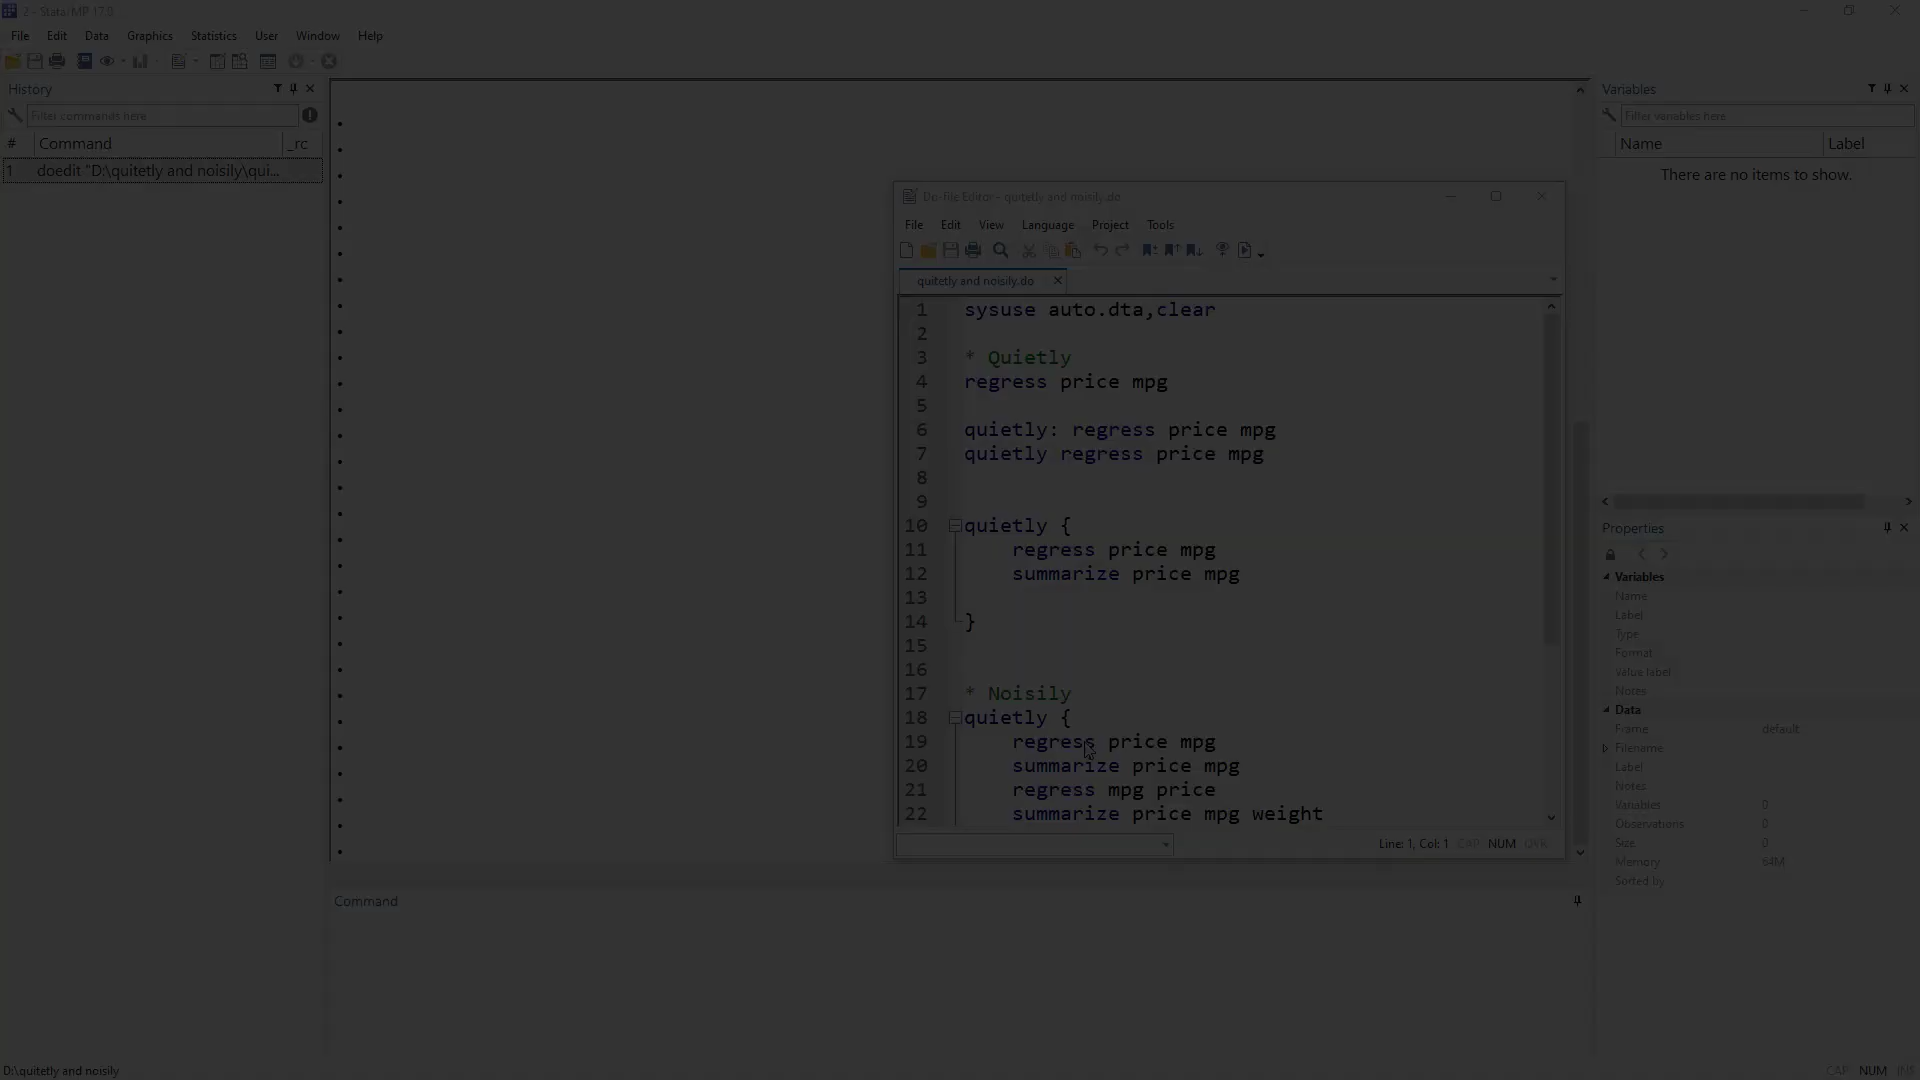 2 - Stata/MP 17.0
File Edit Data Graphics Statistics User Window Help
History
Filter commands here
# Command _rc
1 doedit "D:\quitetly and noisily\qui...
Do-file Editor - quitetly and noisily.do
File Edit View Language Project Tools
quitetly and noisily.do
1 sysuse auto.dta,clear
2
3 * Quietly
4 regress price mpg
5
6 quietly: regress price mpg
7 quietly regress price mpg
8
9
10 quietly {
11 regress price mpg
12 summarize price mpg
13
14 }
15
16
17 * Noisily
18 quietly {
19 regress price mpg
20 summarize price mpg
21 regress mpg price
22 summarize price mpg weight
Line: 1, Col: 1 CAP NUM OVR
Command
Variables
Filter variables here
Name Label
There are no items to show.
Properties
Variables
Name
Label
Type
Format
Value label
Notes
Data
Frame default
Filename
Label
Notes
Variables 0
Observations 0
Size 0
Memory 64M
Sorted by
D:\quitetly and noisily
CAP NUM INS